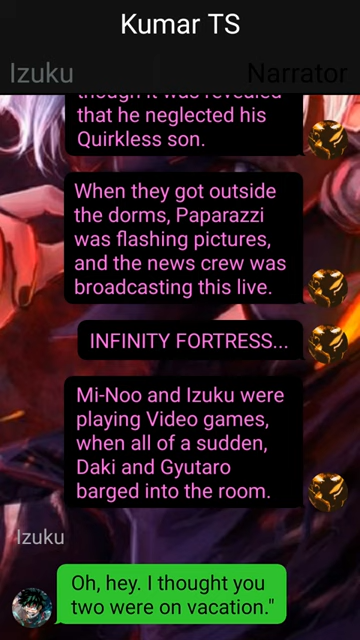 Kumar TS
Izuku
Narrator
though it was revealed
that he neglected his
Quirkless son.
When they got outside
the dorms, Paparazzi
was flashing pictures,
and the news crew was
broadcasting this live.
INFINITY FORTRESS...
Mi-Noo and Izuku were
playing Video games,
when all of a sudden,
Daki and Gyutaro
barged into the room.
Izuku
Oh, hey. I thought you
two were on vacation."